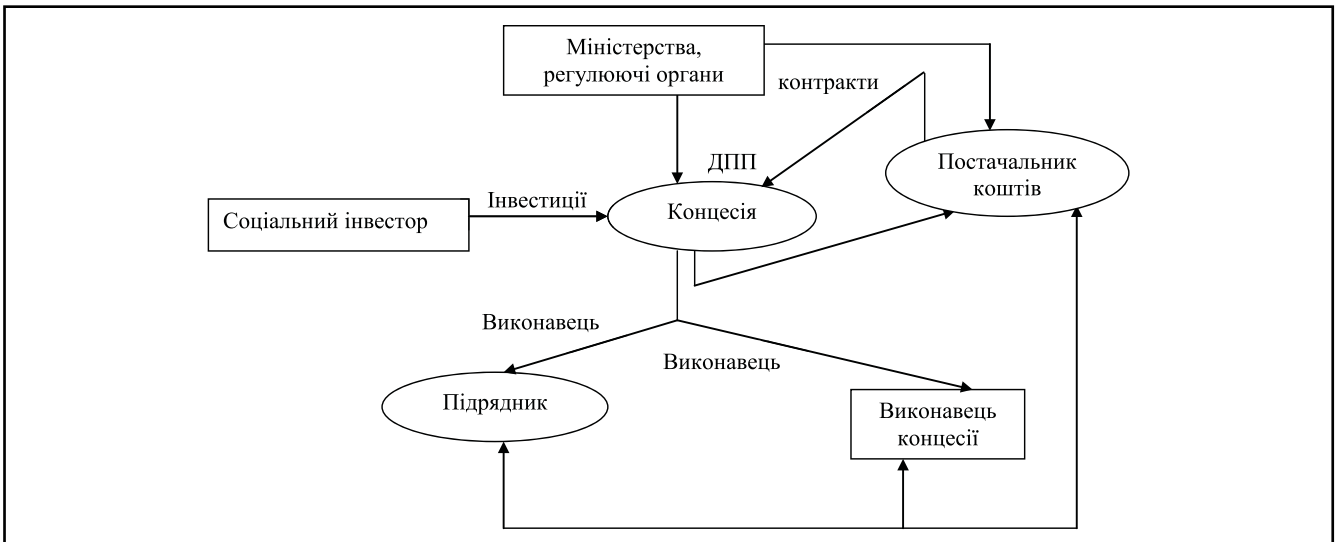 Міністерства,
регулюючі органи
контракти
ДПП
Постачальник
коштів
Інвестиції
Концесія
Соціальний інвестор
Виконавець
Виконавець
Підрядник
Виконавець
концесії